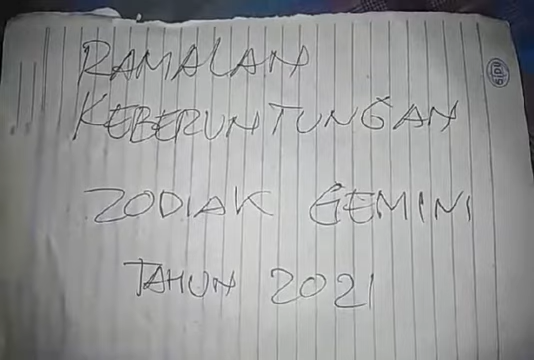 RAMALAN
KEBERUNTUNGAN
ZODIAK GEMINI
TAHUN 2021